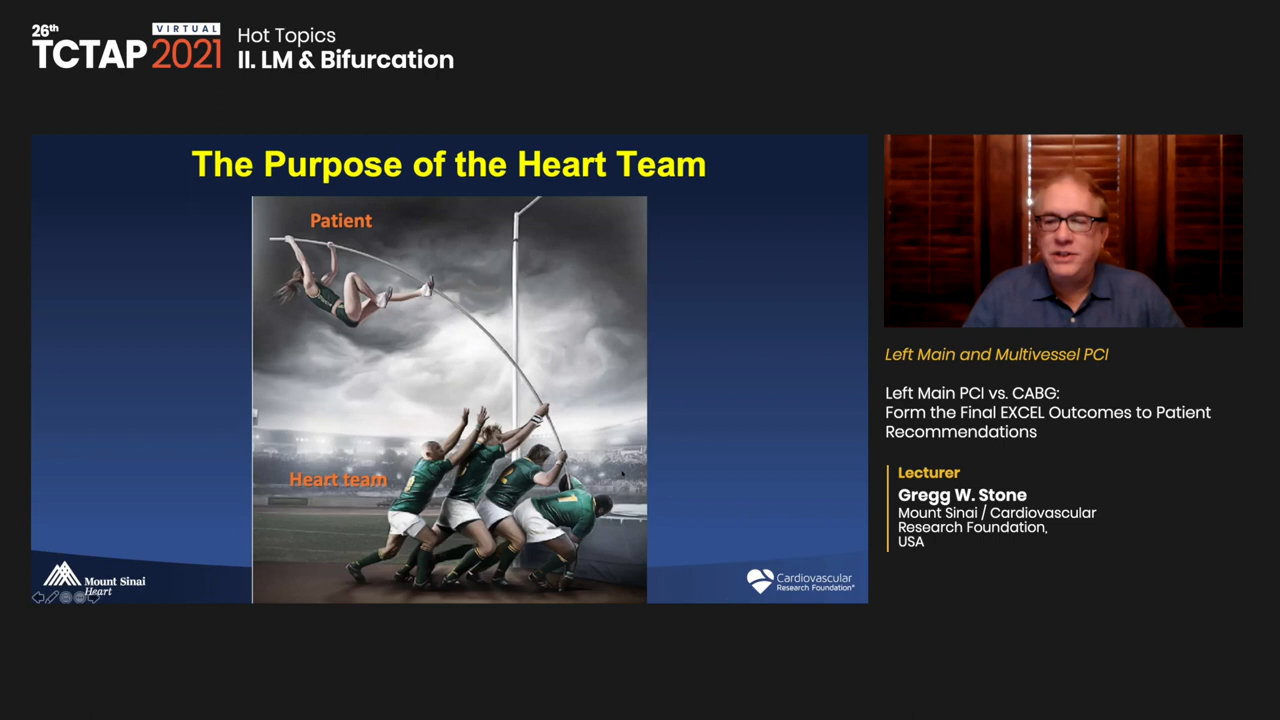 26th
VIRTUAL
TCTAP 2021
Hot Topics
II. LM & Bifurcation
The Purpose of the Heart Team
Patient
Heart team
Mount Sinai
Heart
Cardiovascular
Research Foundation®
Left Main and Multivessel PCI
Left Main PCI vs. CABG:
Form the Final EXCEL Outcomes to Patient
Recommendations
Lecturer
Gregg W. Stone
Mount Sinai / Cardiovascular
Research Foundation,
USA